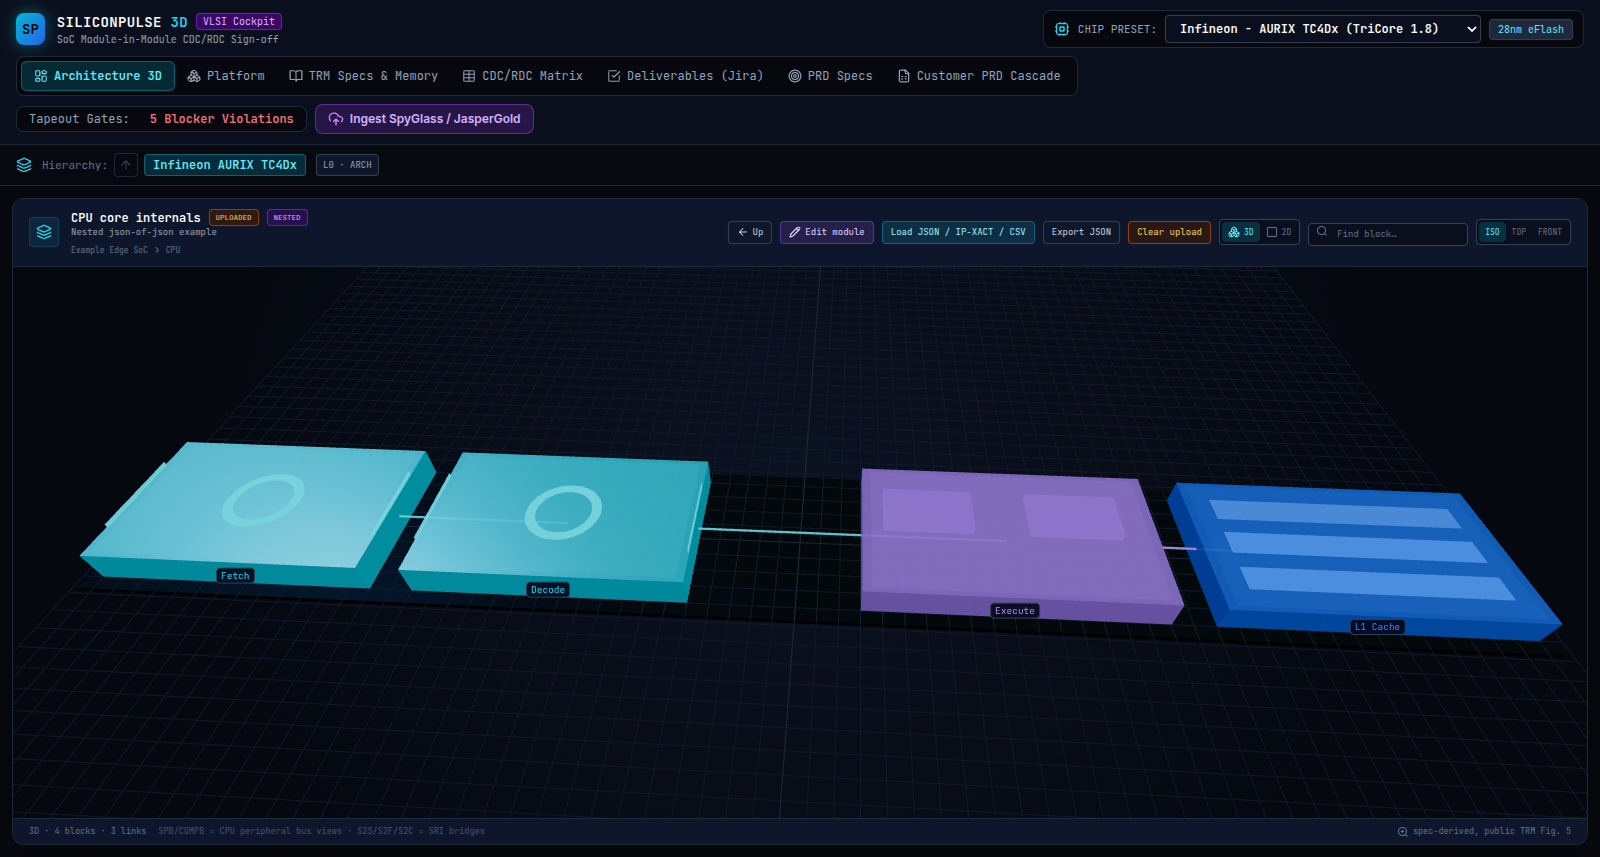 SP
SILICONPULSE 3D VLSI Cockpit
SoC Module-in-Module CDC/RDC Sign-off
CHIP PRESET: Infineon - AURIX TC4Dx (TriCore 1.8) 28nm eFlash
Architecture 3D Platform TRM Specs & Memory CDC/RDC Matrix Deliverables (Jira) PRD Specs Customer PRD Cascade
Tapeout Gates: 5 Blocker Violations Ingest SpyGlass / JasperGold
Hierarchy: Infineon AURIX TC4Dx L0 · ARCH
CPU core internals UPLOADED NESTED
Nested json-of-json example
Example Edge SoC > CPU
Up Edit module Load JSON / IP-XACT / CSV Export JSON Clear upload 3D 2D Find block… ISO TOP FRONT
Fetch
Decode
Execute
L1 Cache
3D · 4 blocks · 3 links SPB/COMPB = CPU peripheral bus views · S2S/S2F/S2C = SRI bridges
spec-derived, public TRM Fig. 5